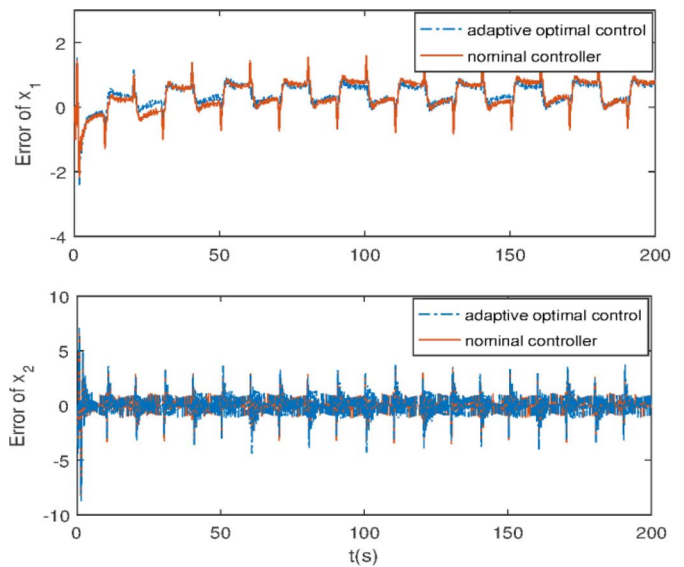 adaptive optimal control
nominal controller
2
0
-2
-4
Error of x1
0
50
100
150
200
10
5
0
-5
-10
adaptive optimal control
nominal controller
Error of x2
0
50
100
150
200
t(s)